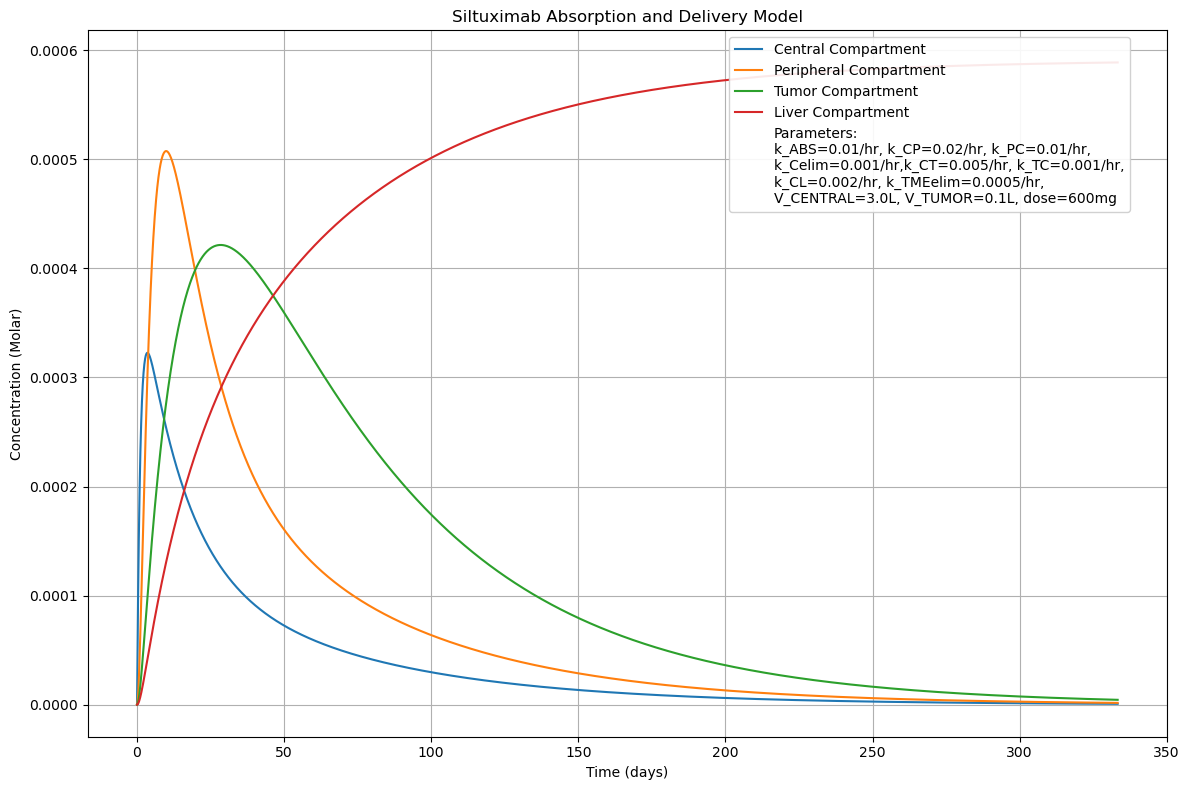 Siltuximab Absorption and Delivery Model
Central Compartment
Peripheral Compartment
Tumor Compartment
Liver Compartment
Parameters:
k_ABS=0.01/hr, k_CP=0.02/hr, k_PC=0.01/hr,
k_Celim=0.001/hr,k_CT=0.005/hr, k_TC=0.001/hr,
k_CL=0.002/hr, k_TMEelim=0.0005/hr,
V_CENTRAL=3.0L, V_TUMOR=0.1L, dose=600mg
Concentration (Molar)
0.0006
0.0005
0.0004
0.0003
0.0002
0.0001
0.0000
0 50 100 150 200 250 300 350
Time (days)